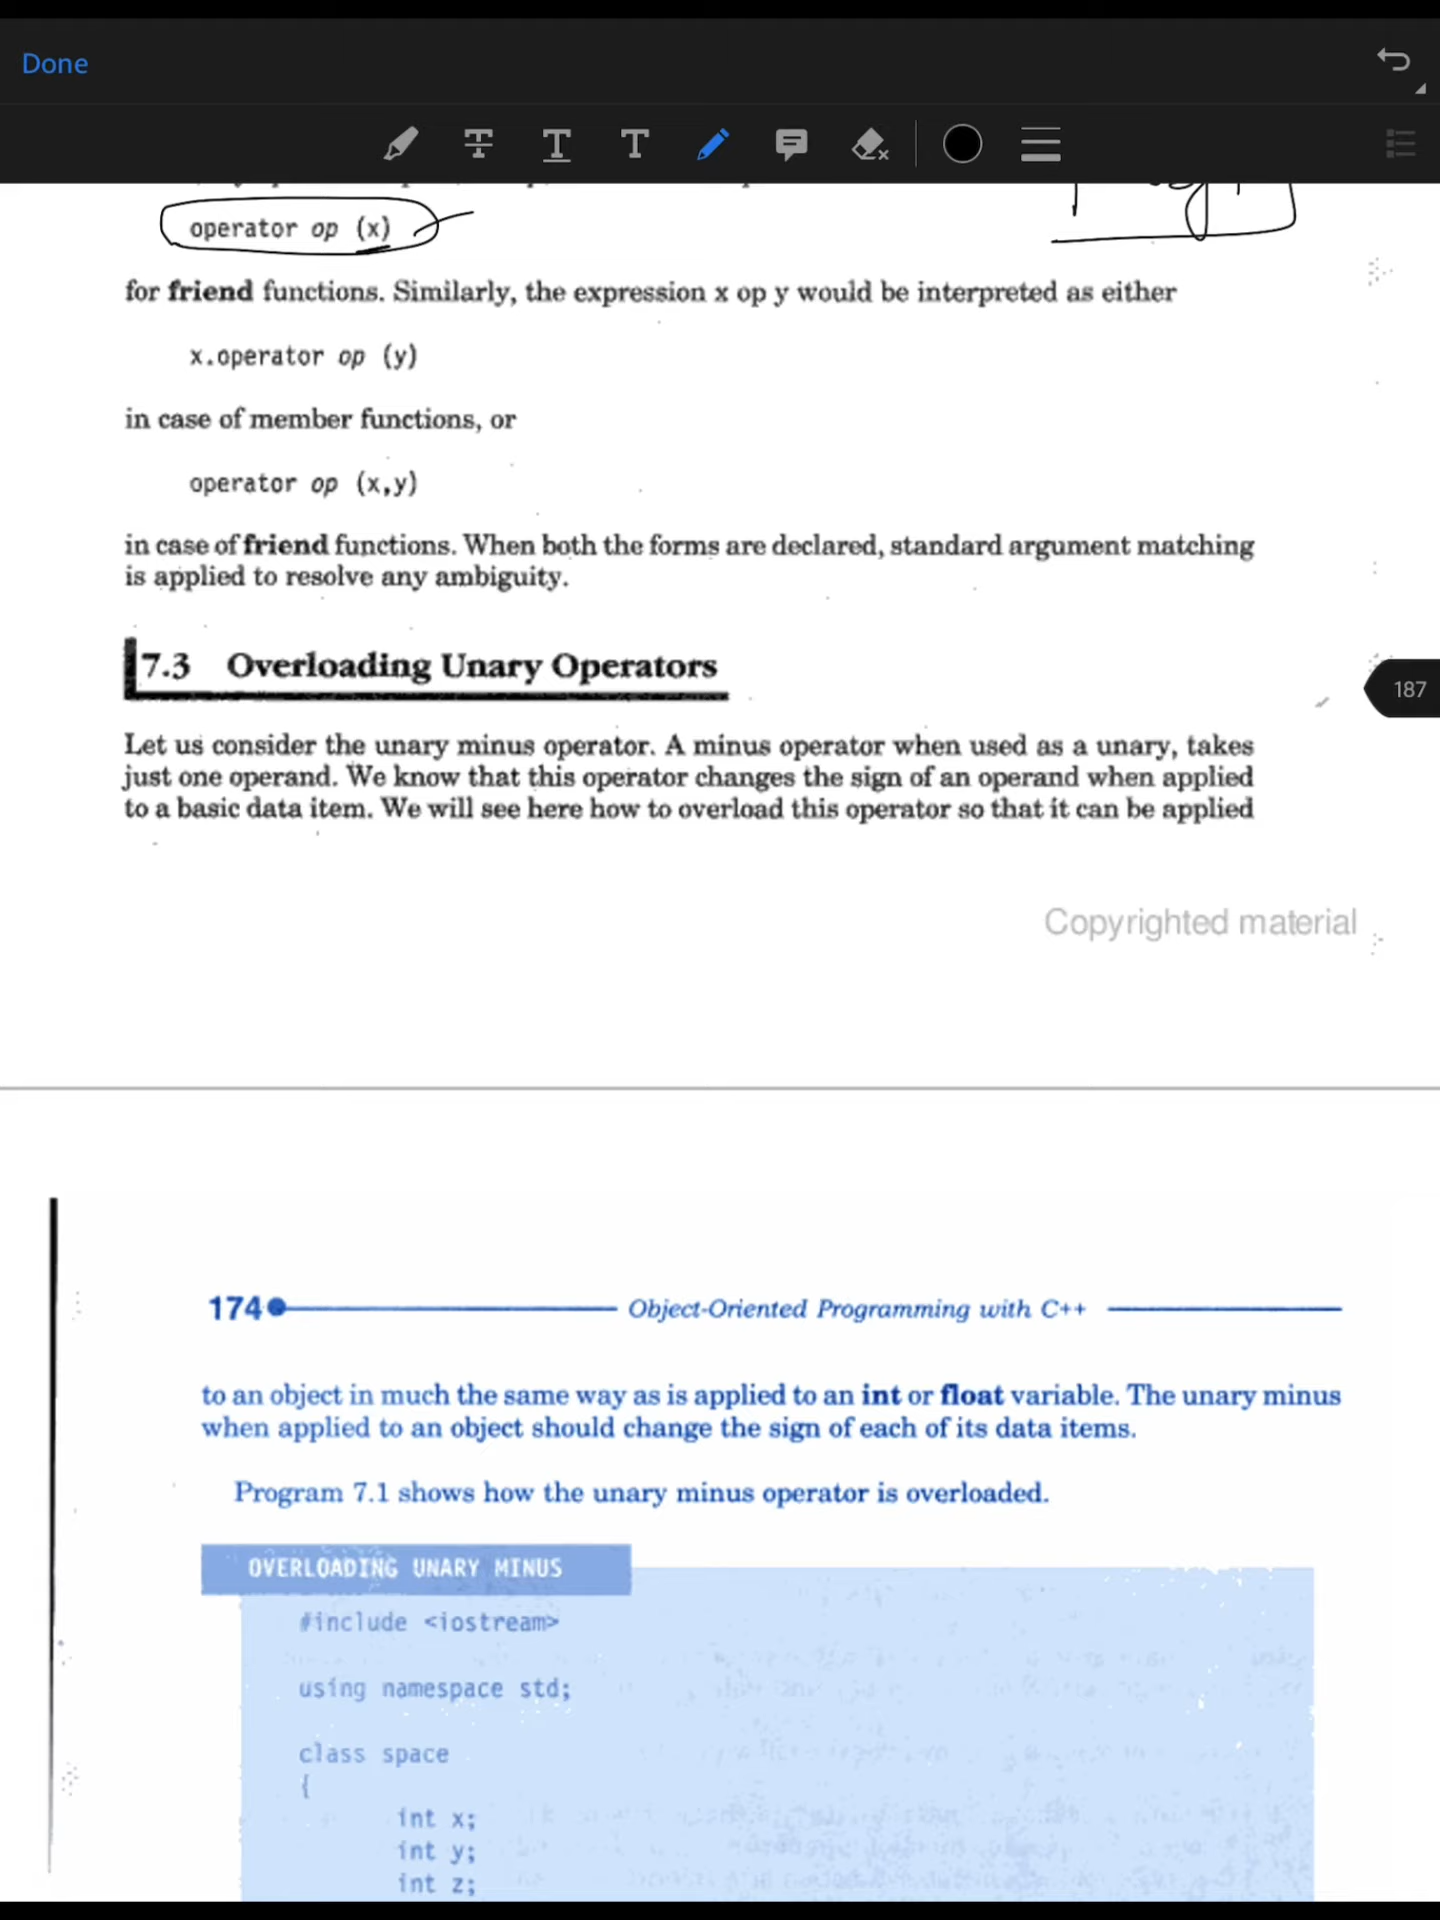 Done
operator op (x)
for friend functions. Similarly, the expression x op y would be interpreted as either
x.operator op (y)
in case of member functions, or
operator op (x,y)
in case of friend functions. When both the forms are declared, standard argument matching
is applied to resolve any ambiguity.
7.3 Overloading Unary Operators
187
Let us consider the unary minus operator. A minus operator when used as a unary, takes
just one operand. We know that this operator changes the sign of an operand when applied
to a basic data item. We will see here how to overload this operator so that it can be applied
Copyrighted material
174 Object-Oriented Programming with C++
to an object in much the same way as is applied to an int or float variable. The unary minus
when applied to an object should change the sign of each of its data items.
Program 7.1 shows how the unary minus operator is overloaded.
OVERLOADING UNARY MINUS
#include <iostream>
using namespace std;
class space
{
int x;
int y;
int z;